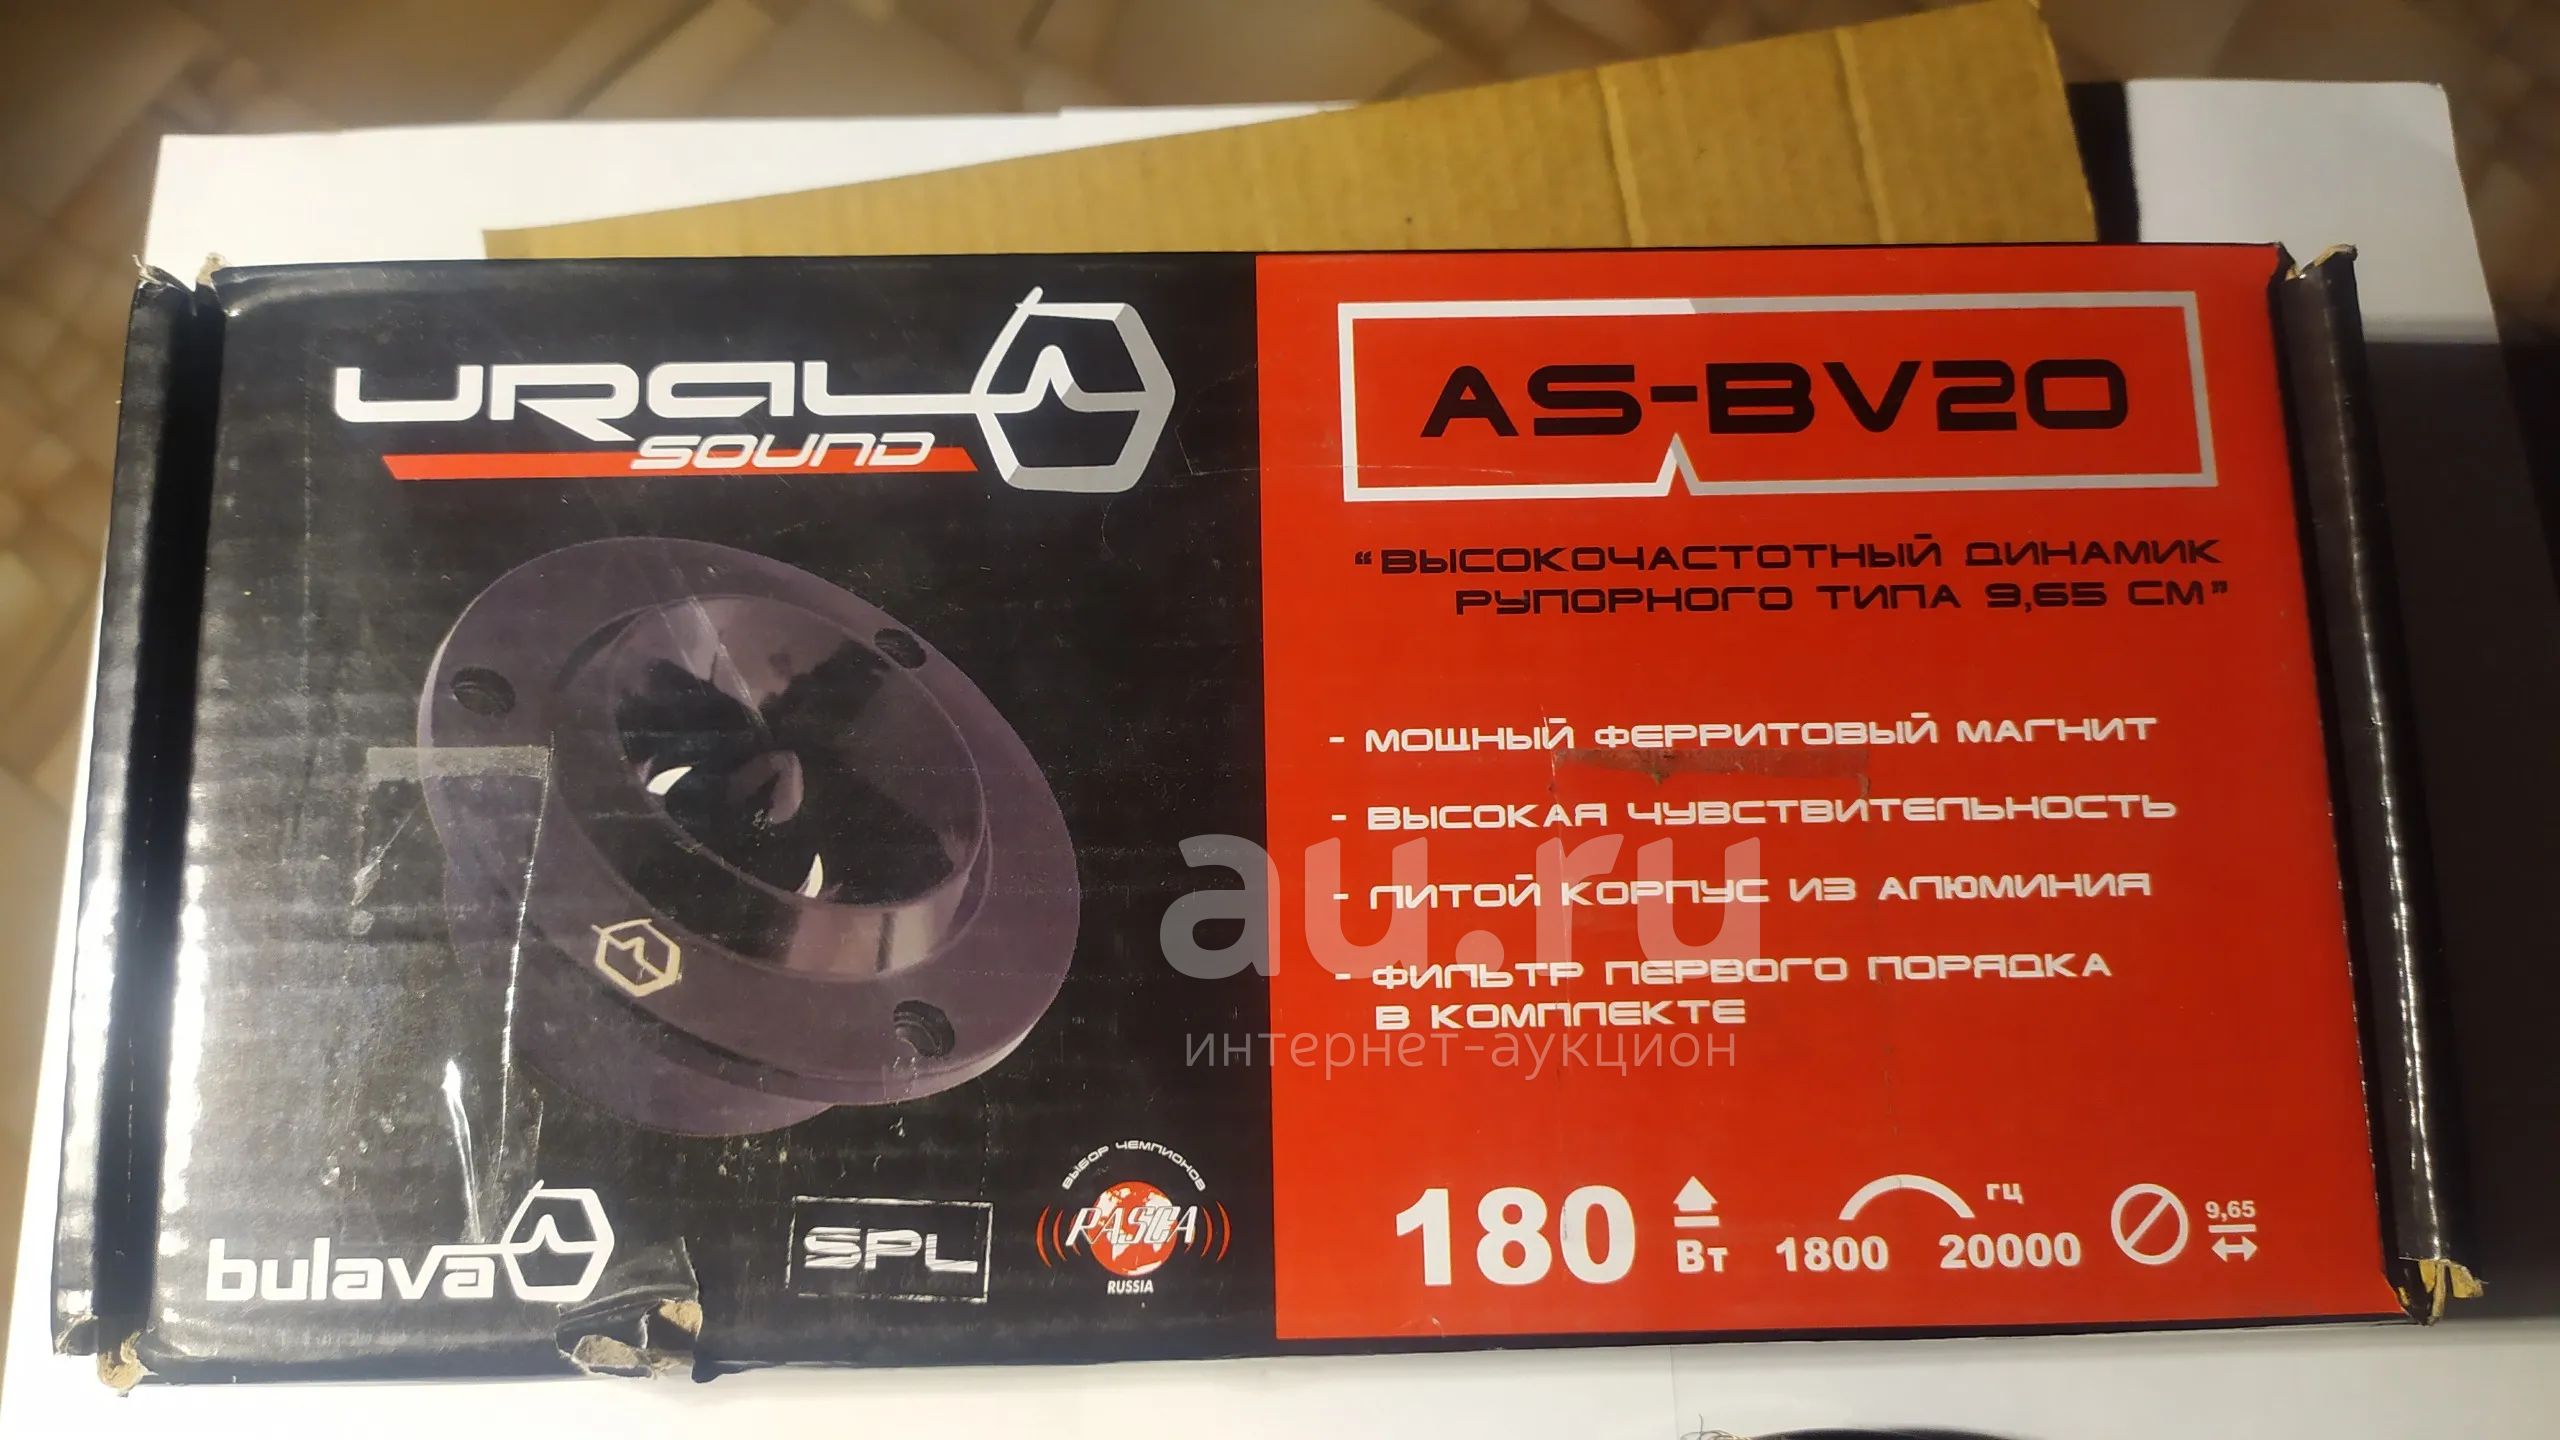 URAL
SOUND
bulava
SPL
ВЫБОР ЧЕМПИОНОВ
RASCA
RUSSIA
AS-BV20
“ВЫСОКОЧАСТОТНЫЙ ДИНАМИК
РУПОРНОГО ТИПА 9,65 СМ”
- МОЩНЫЙ ФЕРРИТОВЫЙ МАГНИТ
- ВЫСОКАЯ ЧУВСТВИТЕЛЬНОСТЬ
- ЛИТОЙ КОРПУС ИЗ АЛЮМИНИЯ
- ФИЛЬТР ПЕРВОГО ПОРЯДКА
В КОМПЛЕКТЕ
180 Вт
1800 20000 ГЦ
9,65
au.ru
интернет-аукцион